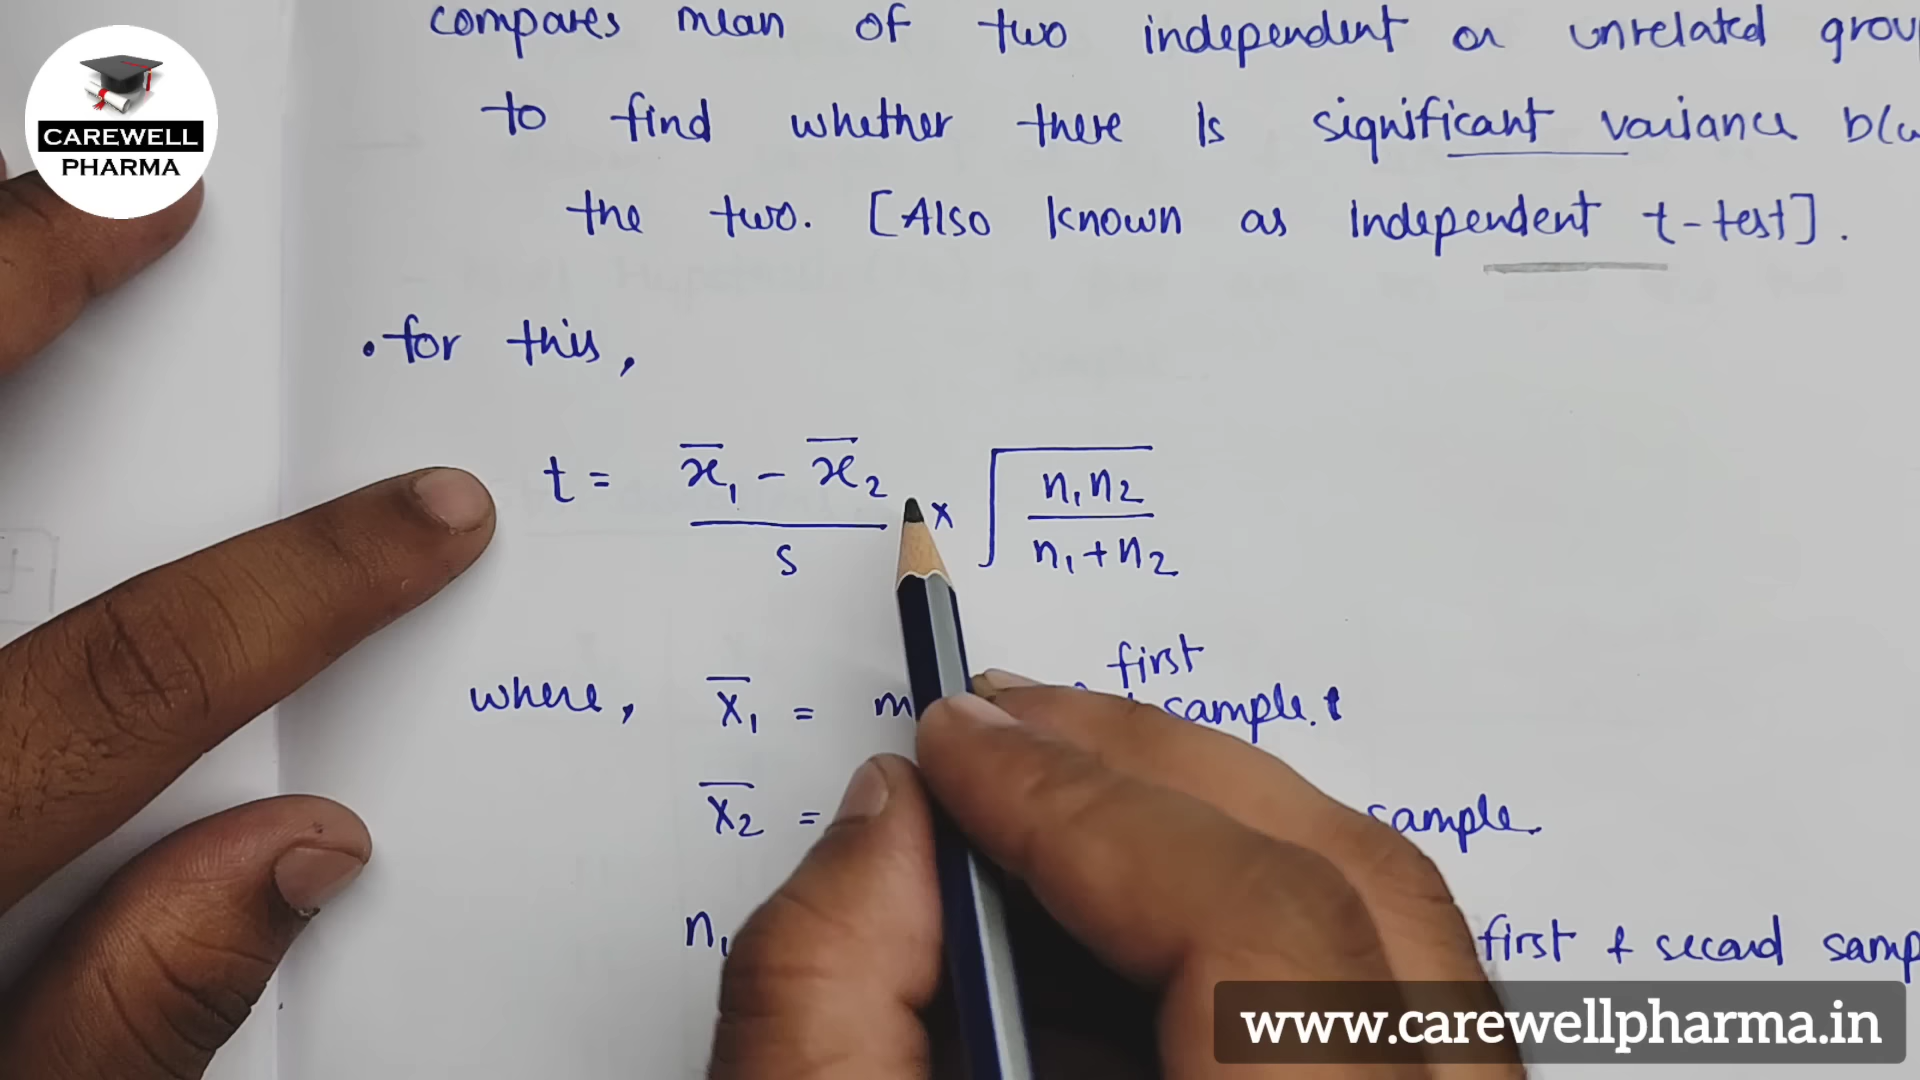 CAREWELL
PHARMA
compares mean of two independent or unrelated
to find whether there is significant variance
the two. [Also known as Independent t-test].
• for this,
t = x̄₁ - x̄₂ / s × √ n₁n₂ / n₁+n₂
where, x̄₁ = first sample.
x̄₂ = sample.
n₁ first & second
www.carewellpharma.in